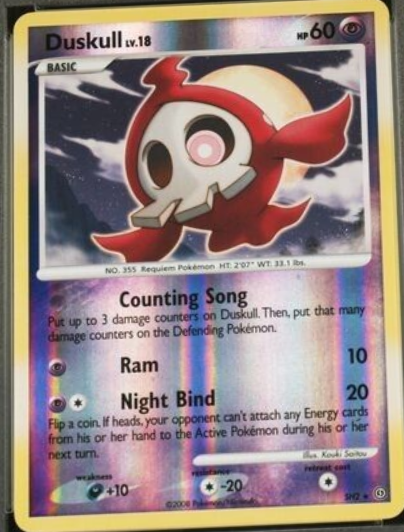 Duskull LV.18
HP 60
BASIC
NO. 355 Requiem Pokémon HT: 2'07" WT: 33.1 lbs.
Counting Song
Put up to 3 damage counters on Duskull. Then, put that many
damage counters on the Defending Pokémon.
Ram 10
Night Bind 20
Flip a coin. If heads, your opponent can't attach any Energy cards
from his or her hand to the Active Pokémon during his or her
next turn.
Illus. Kouki Saitou
weakness
resistance
retreat cost
+10
-20
SH2
©2008 Pokémon/Nintendo